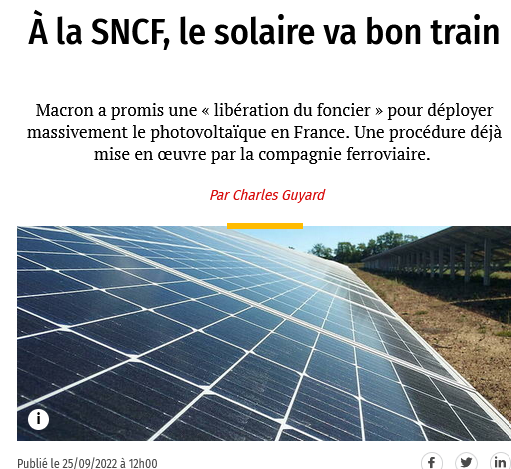 À la SNCF, le solaire va bon train
Macron a promis une « libération du foncier » pour déployer
massivement le photovoltaïque en France. Une procédure déjà
mise en œuvre par la compagnie ferroviaire.
Par Charles Guyard
i
Publié le 25/09/2022 à 12h00